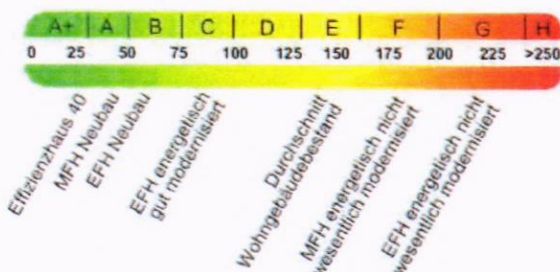 A+ A B C D E F G H
0 25 50 75 100 125 150 175 200 225 >250
Effizienzhaus 40
MFH Neubau
EFH Neubau
EFH energetisch
gut modernisiert
Durchschnitt
Wohngebäudebestand
MFH energetisch nicht
wesentlich modernisiert
EFH energetisch nicht
wesentlich modernisiert